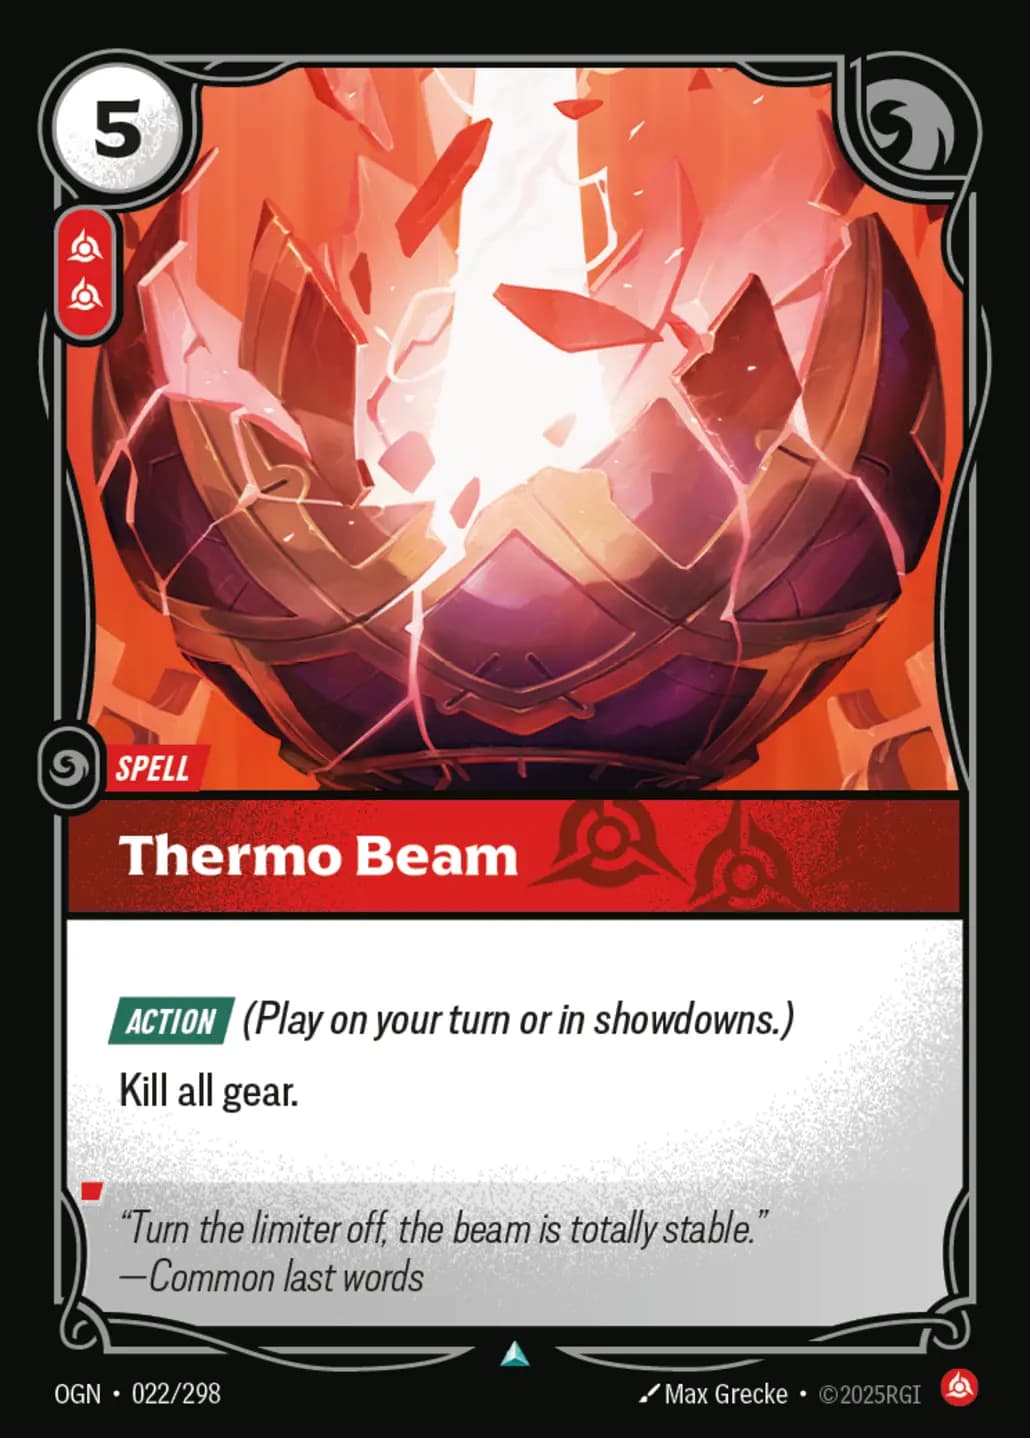 5
SPELL
Thermo Beam
ACTION (Play on your turn or in showdowns.)
Kill all gear.
“Turn the limiter off, the beam is totally stable.”
—Common last words
OGN • 022/298
Max Grecke • ©2025RGI